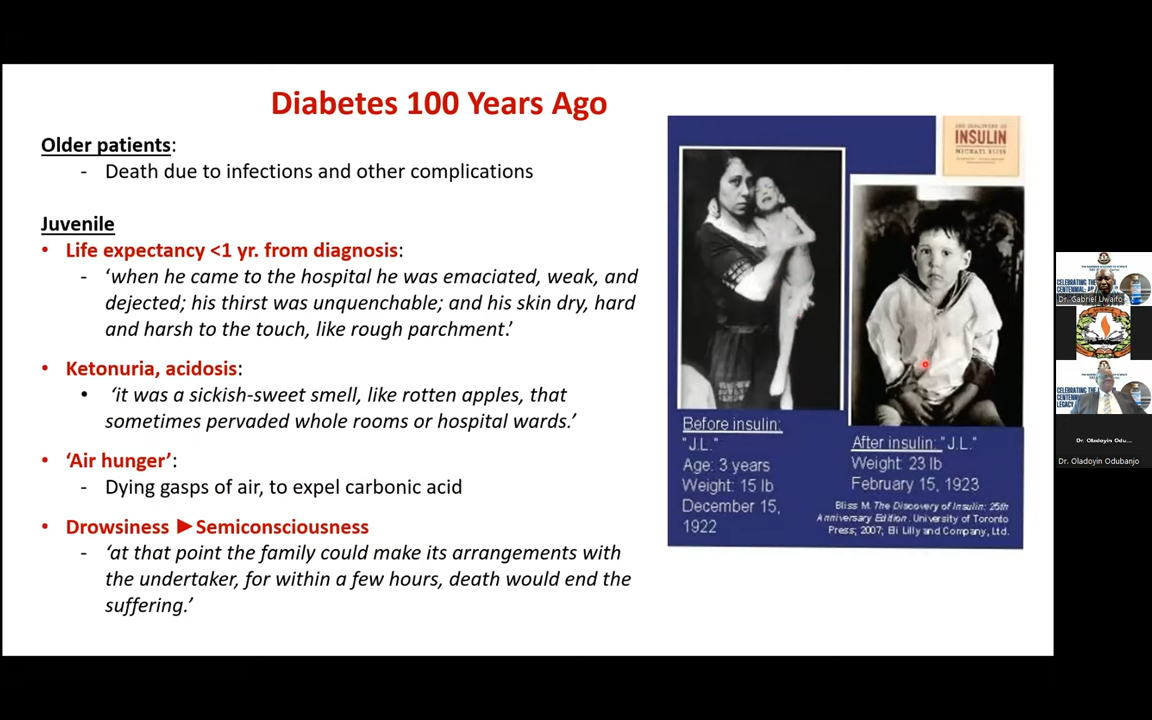 Diabetes 100 Years Ago
Older patients:
- Death due to infections and other complications
Juvenile
• Life expectancy <1 yr. from diagnosis:
- ‘when he came to the hospital he was emaciated, weak, and
dejected; his thirst was unquenchable; and his skin dry, hard
and harsh to the touch, like rough parchment.’
• Ketonuria, acidosis:
• ‘it was a sickish-sweet smell, like rotten apples, that
sometimes pervaded whole rooms or hospital wards.’
• ‘Air hunger’:
- Dying gasps of air, to expel carbonic acid
• Drowsiness ►Semiconsciousness
- ‘at that point the family could make its arrangements with
the undertaker, for within a few hours, death would end the
suffering.’
THE DISCOVERY OF
INSULIN
MICHAEL BLISS
Before insulin:
"J.L."
Age: 3 years
Weight: 15 lb
December 15,
1922
After insulin: "J.L."
Weight: 23 lb
February 15, 1923
Bliss M. The Discovery of Insulin: 25th
Anniversary Edition. University of Toronto
Press; 2007; Eli Lilly and Company, Ltd.
CELEBRATING THE
CENTENNIAL:
Dr. Gabriel Uwaifo
CELEBRATING THE
LEGACY
Dr. Oladoyin Odu...
Dr. Oladoyin Odubanjo